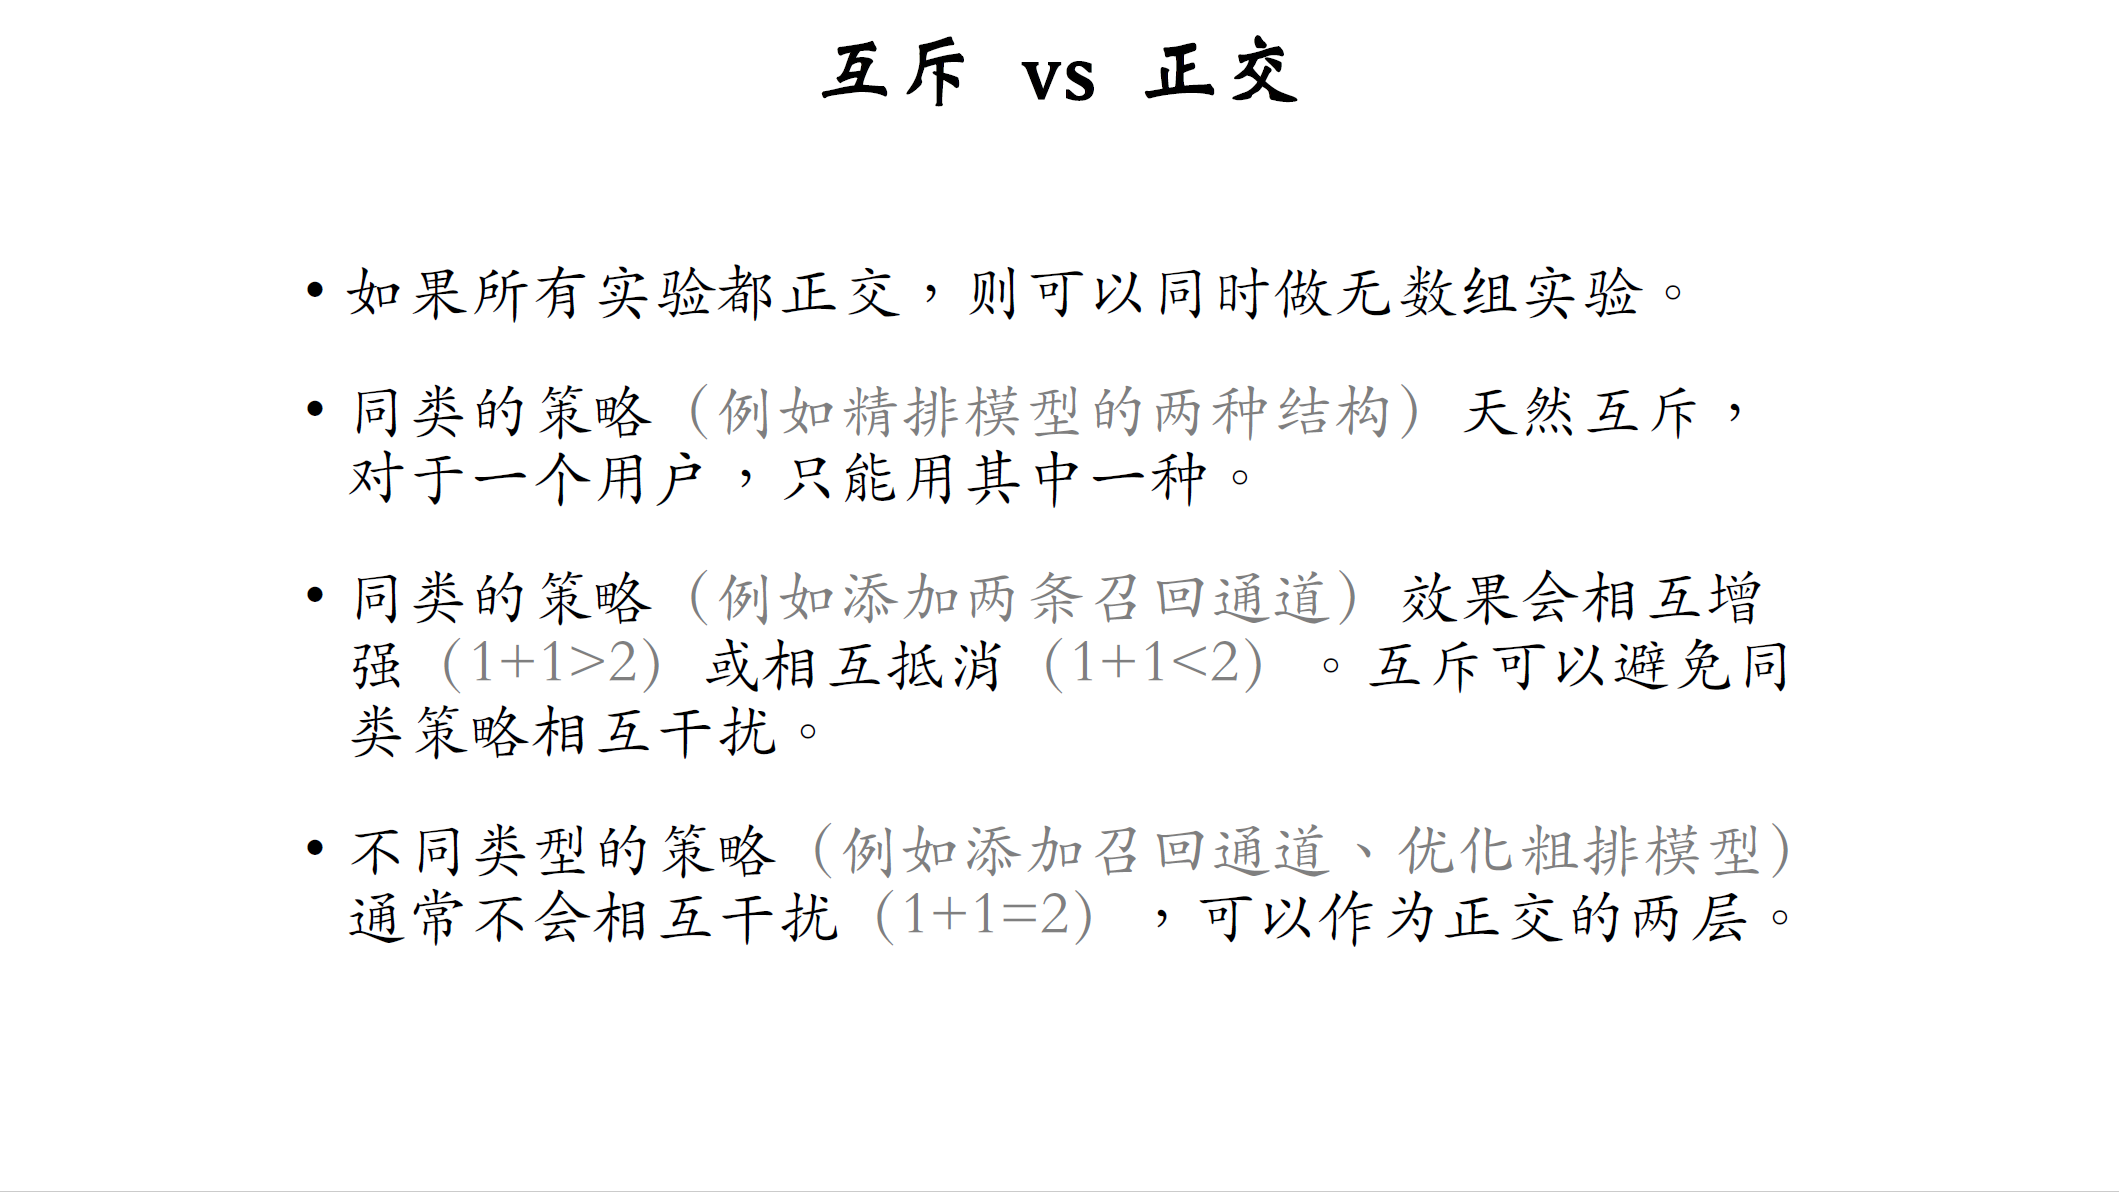 互斥 vs 正交
• 如果所有实验都正交，则可以同时做无数组实验。
• 同类的策略（例如精排模型的两种结构）天然互斥，
对于一个用户，只能用其中一种。
• 同类的策略（例如添加两条召回通道）效果会相互增
强（1+1>2）或相互抵消（1+1<2）。互斥可以避免同
类策略相互干扰。
• 不同类型的策略（例如添加召回通道、优化粗排模型）
通常不会相互干扰（1+1=2），可以作为正交的两层。